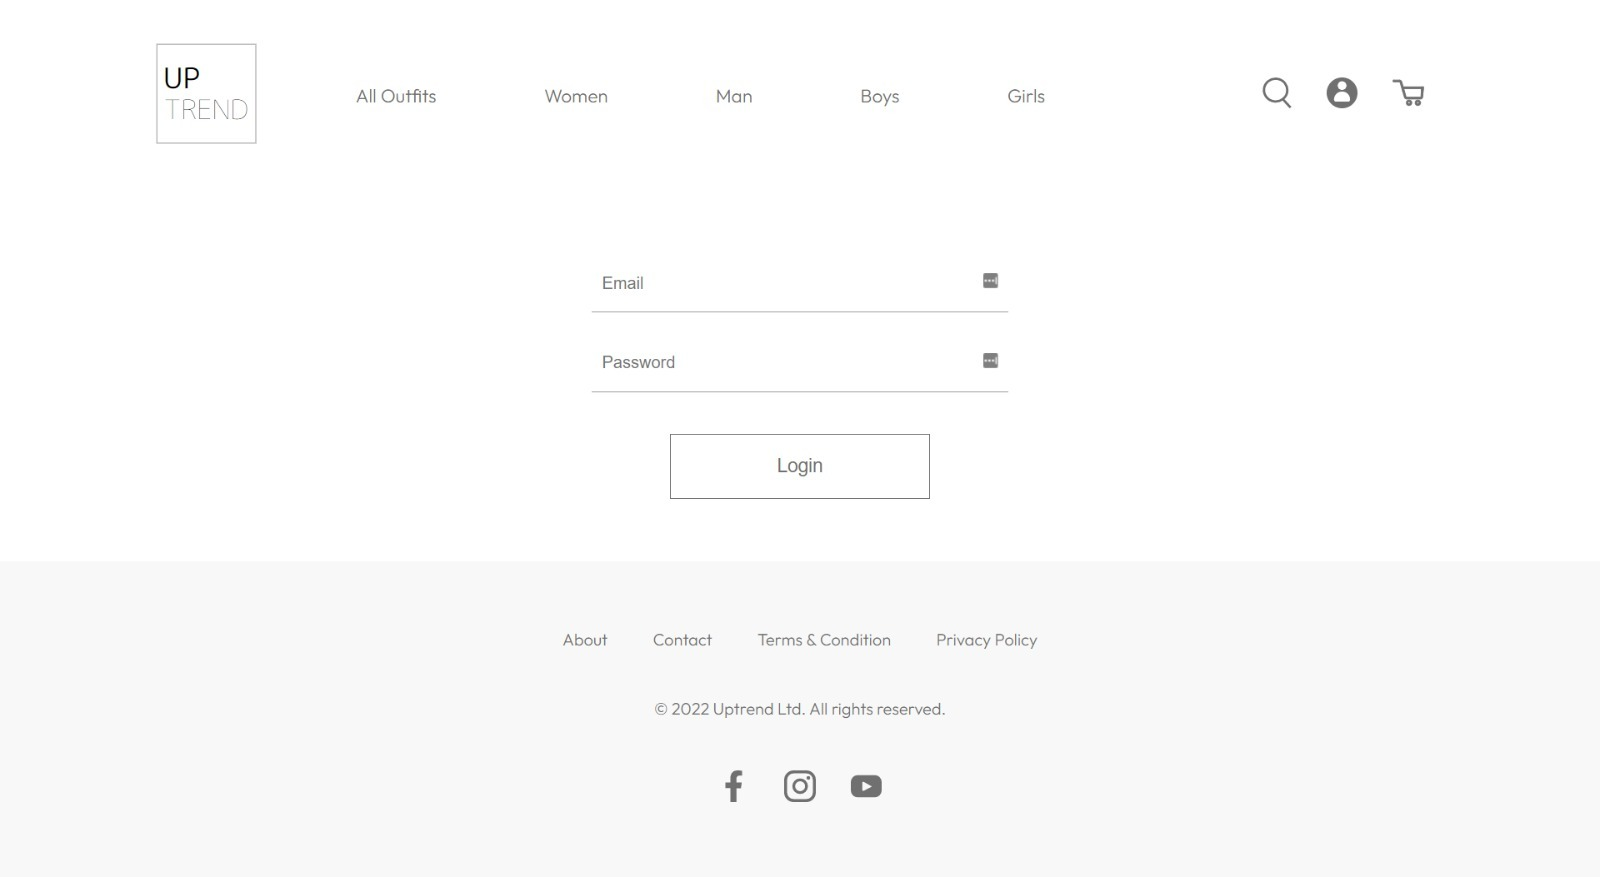 UP
TREND
All Outfits Women Man Boys Girls
Email
Password
Login
About Contact Terms & Condition Privacy Policy
© 2022 Uptrend Ltd. All rights reserved.